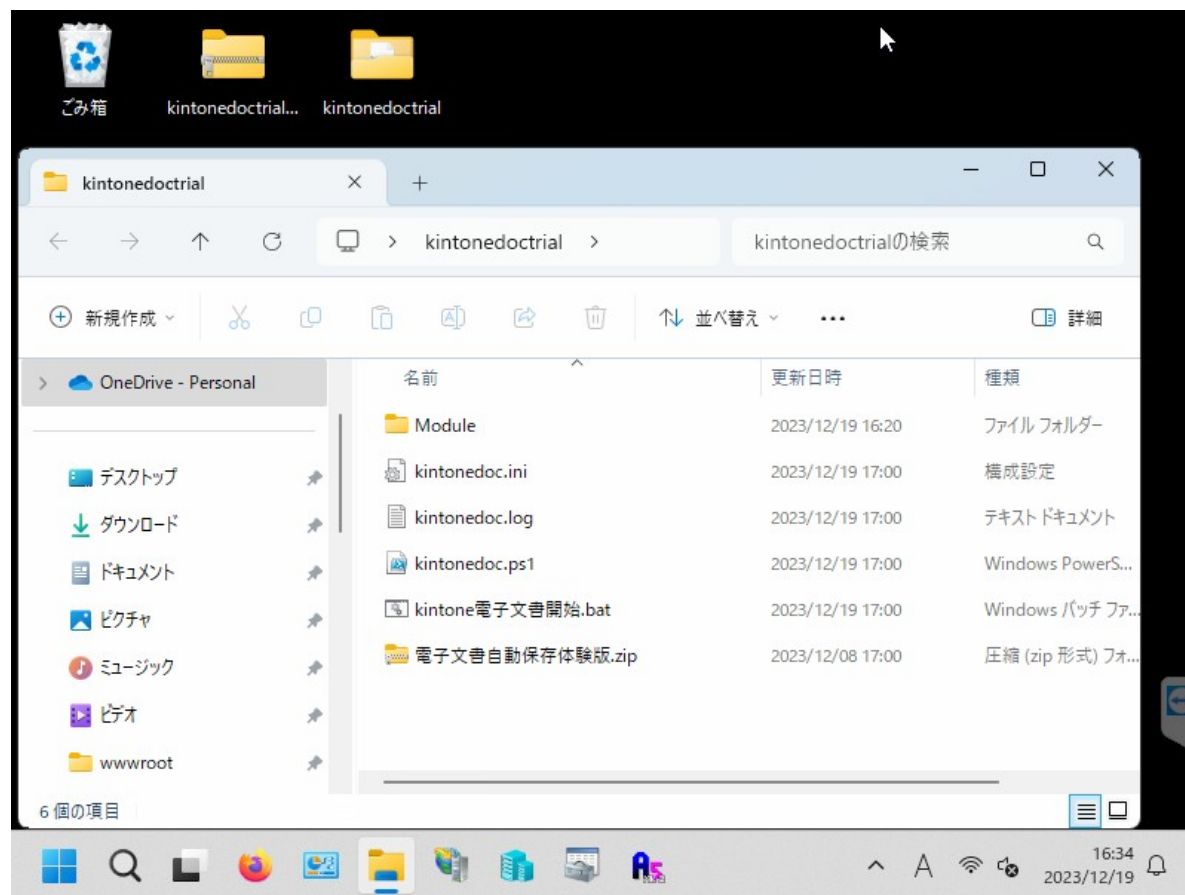 ごみ箱 kintonedoctrial... kintonedoctrial
kintonedoctrial
kintonedoctrial
kintonedoctrialの検索
新規作成
並べ替え
詳細
OneDrive - Personal
デスクトップ
ダウンロード
ドキュメント
ピクチャ
ミュージック
ビデオ
wwwroot
名前 更新日時 種類
Module 2023/12/19 16:20 ファイル フォルダー
kintonedoc.ini 2023/12/19 17:00 構成設定
kintonedoc.log 2023/12/19 17:00 テキスト ドキュメント
kintonedoc.ps1 2023/12/19 17:00 Windows PowerS...
kintone電子文書開始.bat 2023/12/19 17:00 Windows バッチ ファ...
電子文書自動保存体験版.zip 2023/12/08 17:00 圧縮 (zip 形式) フォ...
6 個の項目
A
16:34
2023/12/19